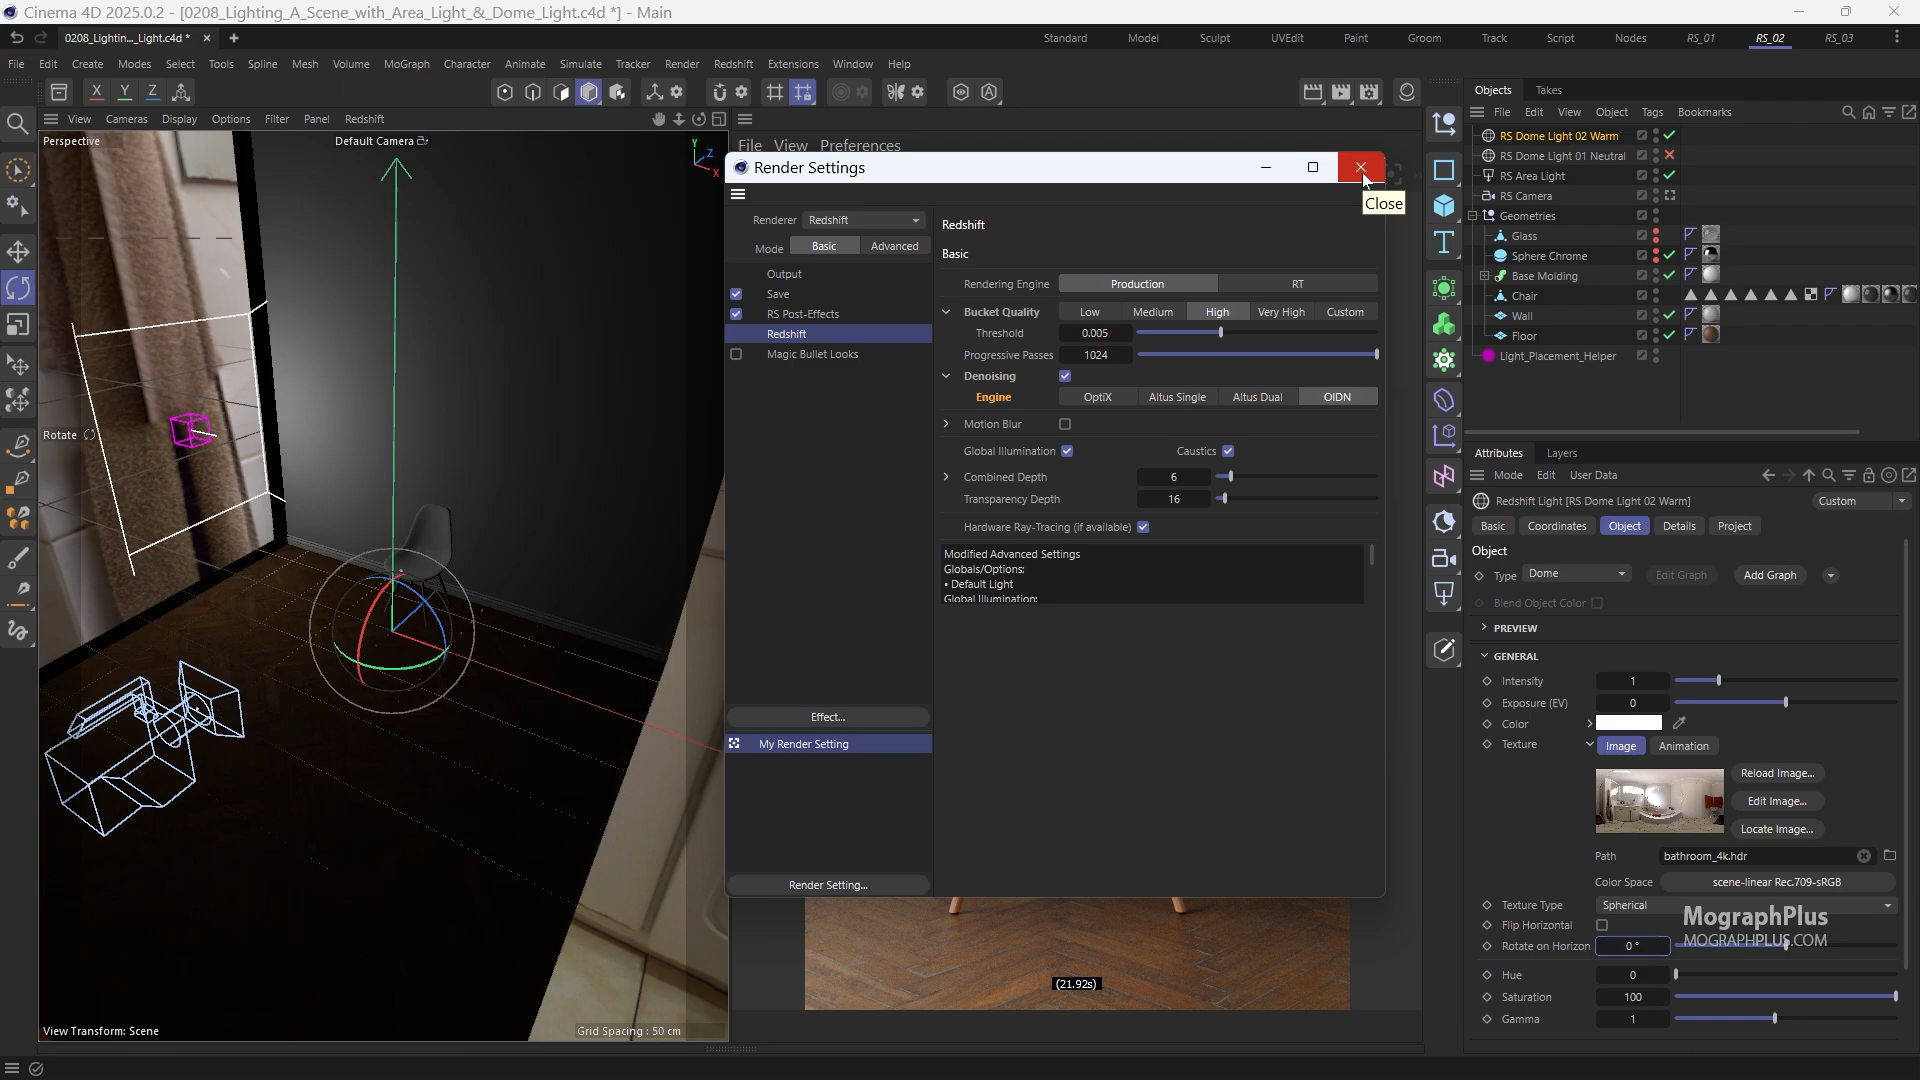 Cinema 4D 2025.0.2 - [0208_Lighting_A_Scene_with_Area_Light_&_Dome_Light.c4d *] - Main
0208_Lightin..._Light.c4d *
Standard Model Sculpt UVEdit Paint Groom Track Script Nodes RS_01 RS_02 RS_03
File Edit Create Modes Select Tools Spline Mesh Volume MoGraph Character Animate Simulate Tracker Render Redshift Extensions Window Help
X Y Z
View Cameras Display Options Filter Panel Redshift
Perspective
Default Camera
Y Z X
Rotate
View Transform: Scene
Grid Spacing : 50 cm
File View Preferences
Render Settings
Close
Renderer Redshift
Mode Basic Advanced
Output
Save
RS Post-Effects
Redshift
Magic Bullet Looks
Effect...
My Render Setting
Render Setting...
Redshift
Basic
Rendering Engine Production RT
Bucket Quality Low Medium High Very High Custom
Threshold 0.005
Progressive Passes 1024
Denoising
Engine OptiX Altus Single Altus Dual OIDN
Motion Blur
Global Illumination Caustics
Combined Depth 6
Transparency Depth 16
Hardware Ray-Tracing (if available)
Modified Advanced Settings
Globals/Options:
• Default Light
Global Illumination:
(21.92s)
Objects Takes
File Edit View Object Tags Bookmarks
RS Dome Light 02 Warm
RS Dome Light 01 Neutral
RS Area Light
RS Camera
Geometries
Glass
Sphere Chrome
Base Molding
Chair
Wall
Floor
Light_Placement_Helper
Attributes Layers
Mode Edit User Data
Redshift Light [RS Dome Light 02 Warm] Custom
Basic Coordinates Object Details Project
Object
Type Dome Edit Graph Add Graph
Blend Object Color
PREVIEW
GENERAL
Intensity 1
Exposure (EV) 0
Color
Texture Image Animation
Reload Image...
Edit Image...
Locate Image...
Path bathroom_4k.hdr
Color Space scene-linear Rec.709-sRGB
Texture Type Spherical
Flip Horizontal
Rotate on Horizon 0 °
Hue 0
Saturation 100
Gamma 1
MographPlus
MOGRAPHPLUS.COM